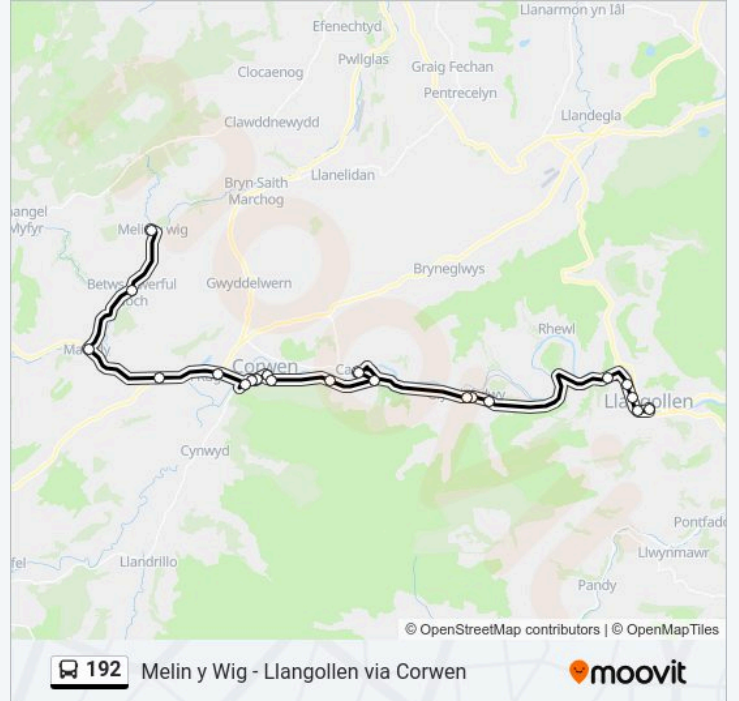 Llanarmon yn Iâl
Efenechtyd
Pwllglas
Graig Fechan
Clocaenog
Pentrecelyn
Llandegla
Clawddnewydd
Llanelidan
Bryn-Saith
Marchog
Bryneglwys
Gwyddelwern
Rhewl
Corwen
Llangollen
Cynwyd
Llandrillo
Llwynmawr
Pandy
© OpenStreetMap contributors | © OpenMapTiles
192 Melin y Wig - Llangollen via Corwen
moovit